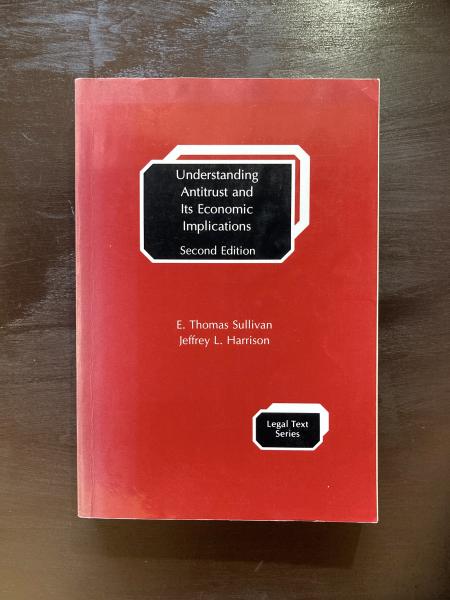 Understanding
Antitrust and
Its Economic
Implications
Second Edition
E. Thomas Sullivan
Jeffrey L. Harrison
Legal Text
Series